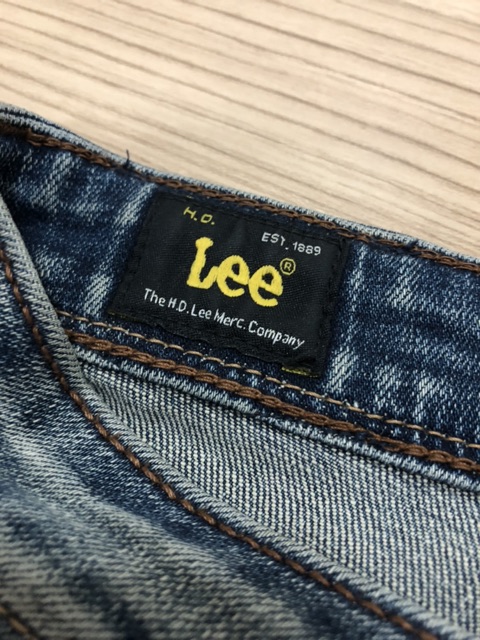 H.D.
EST. 1889
Lee®
The H.D. Lee Merc. Company